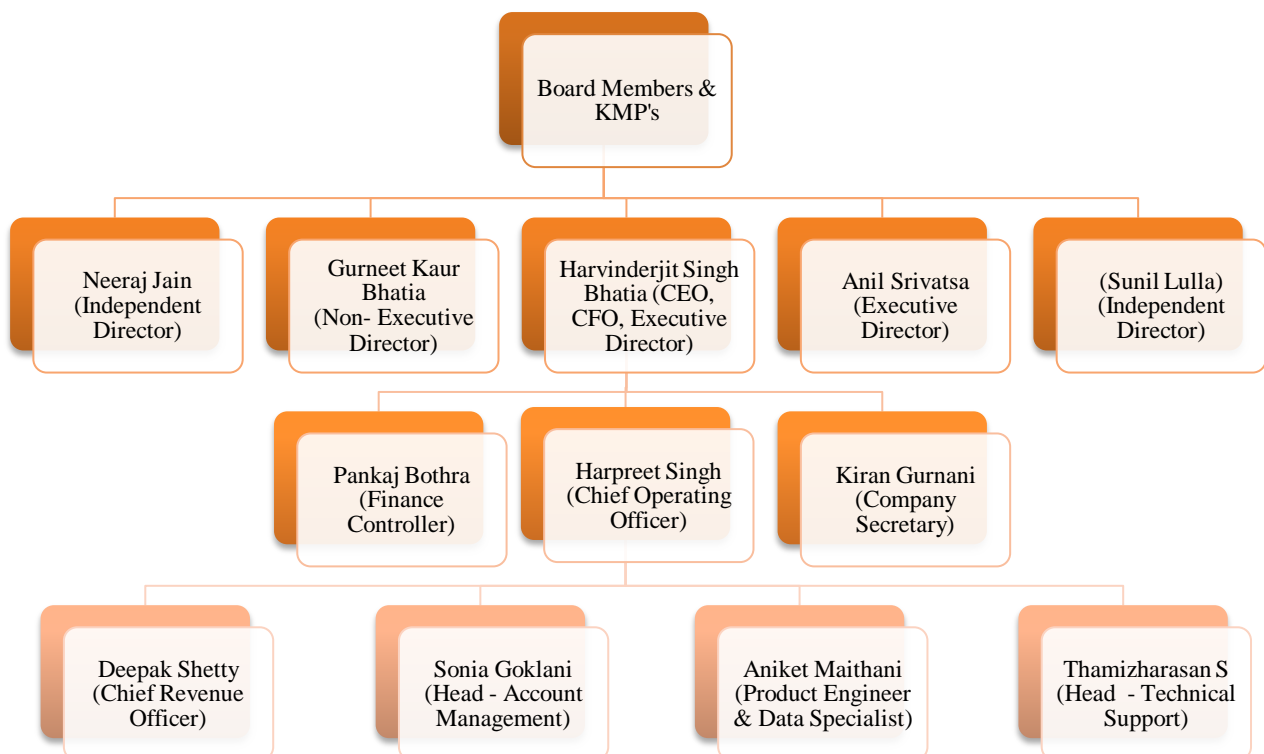 Board Members &
KMP's
Neeraj Jain
(Independent
Director)
Gurneet Kaur
Bhatia
(Non- Executive
Director)
Harvinderjit Singh
Bhatia (CEO,
CFO, Executive
Director)
Anil Srivatsa
(Executive
Director)
(Sunil Lulla)
(Independent
Director)
Pankaj Bothra
(Finance
Controller)
Harpreet Singh
(Chief Operating
Officer)
Kiran Gurnani
(Company
Secretary)
Deepak Shetty
(Chief Revenue
Officer)
Sonia Goklani
(Head - Account
Management)
Aniket Maithani
(Product Engineer
& Data Specialist)
Thamizharasan S
(Head - Technical
Support)